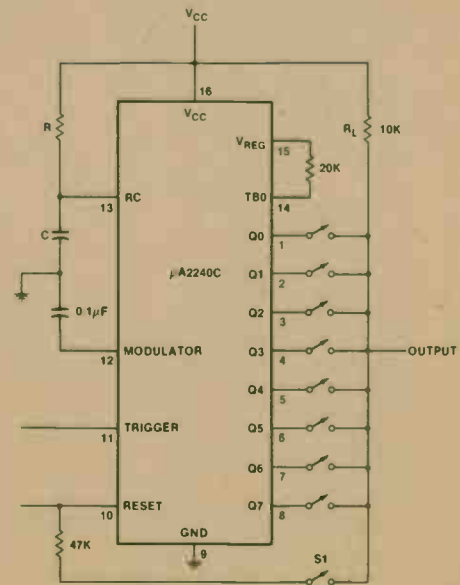 VCC
16
VCC
R
VREG
15
RL
10K
20K
RC
13
TBO
14
C
Q0
1
μA2240C
Q1
2
0.1μF
Q2
3
MODULATOR
12
Q3
4
OUTPUT
Q4
5
TRIGGER
11
Q5
6
Q6
7
RESET
10
Q7
8
GND
9
47K
S1